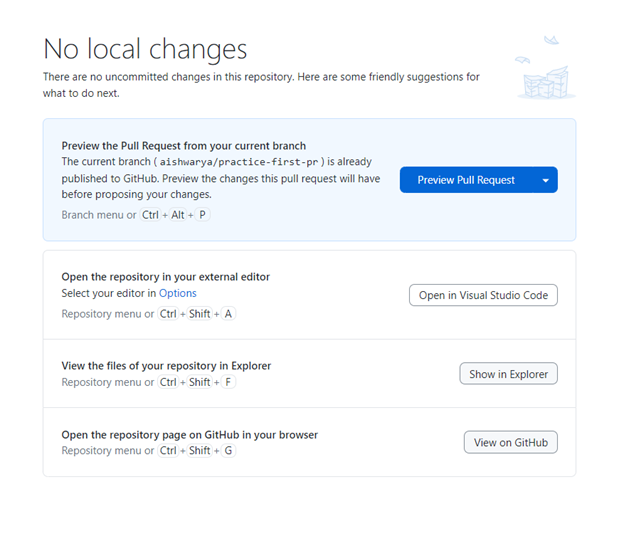 No local changes
There are no uncommitted changes in this repository. Here are some friendly suggestions for
what to do next.
Preview the Pull Request from your current branch
The current branch ( aishwarya/practice-first-pr ) is already
published to GitHub. Preview the changes this pull request will have
before proposing your changes.
Branch menu or Ctrl + Alt + P
Preview Pull Request
Open the repository in your external editor
Select your editor in Options
Repository menu or Ctrl + Shift + A
Open in Visual Studio Code
View the files of your repository in Explorer
Repository menu or Ctrl + Shift + F
Show in Explorer
Open the repository page on GitHub in your browser
Repository menu or Ctrl + Shift + G
View on GitHub